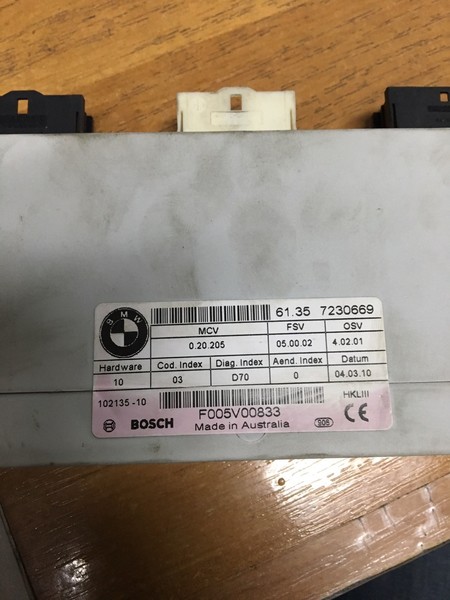 BMW
61.35 7230669
MCV FSV OSV
0.20.205 05.00.02 4.02.01
Hardware Cod. Index Diag. Index Aend. Index Datum
10 03 D70 0 04.03.10
102135 -10 HKLIII
F005V00833
BOSCH Made in Australia 905 CE